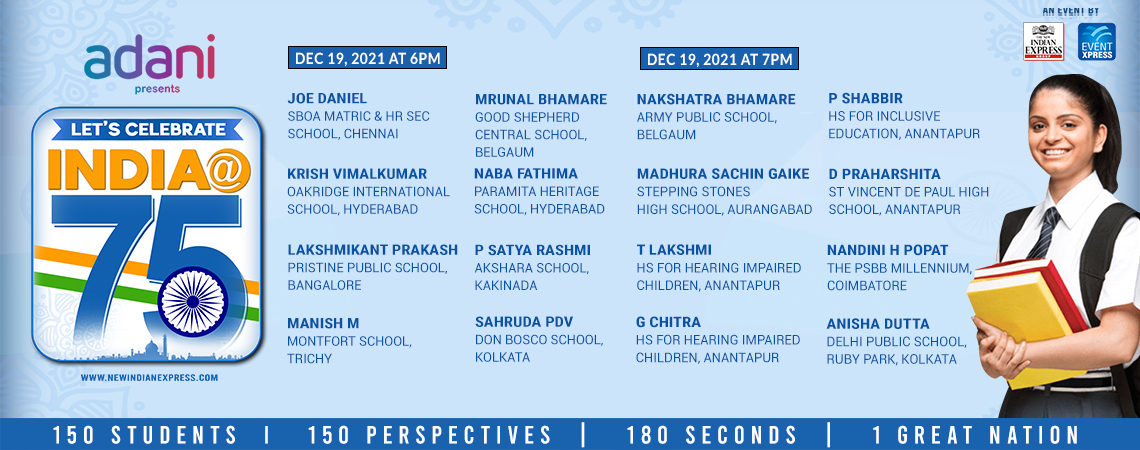 AN EVENT BY
THE NEW
INDIAN
EXPRESS
GROUP
EVENT
XPRESS
adani
presents
LET'S CELEBRATE
INDIA@
75
WWW.NEWINDIANEXPRESS.COM
DEC 19, 2021 AT 6PM
JOE DANIEL
SBOA MATRIC & HR SEC
SCHOOL, CHENNAI
KRISH VIMALKUMAR
OAKRIDGE INTERNATIONAL
SCHOOL, HYDERABAD
LAKSHMIKANT PRAKASH
PRISTINE PUBLIC SCHOOL,
BANGALORE
MANISH M
MONTFORT SCHOOL,
TRICHY
MRUNAL BHAMARE
GOOD SHEPHERD
CENTRAL SCHOOL,
BELGAUM
NABA FATHIMA
PARAMITA HERITAGE
SCHOOL, HYDERABAD
P SATYA RASHMI
AKSHARA SCHOOL,
KAKINADA
SAHRUDA PDV
DON BOSCO SCHOOL,
KOLKATA
DEC 19, 2021 AT 7PM
NAKSHATRA BHAMARE
ARMY PUBLIC SCHOOL,
BELGAUM
MADHURA SACHIN GAIKE
STEPPING STONES
HIGH SCHOOL, AURANGABAD
T LAKSHMI
HS FOR HEARING IMPAIRED
CHILDREN, ANANTAPUR
G CHITRA
HS FOR HEARING IMPAIRED
CHILDREN, ANANTAPUR
P SHABBIR
HS FOR INCLUSIVE
EDUCATION, ANANTAPUR
D PRAHARSHITA
ST VINCENT DE PAUL HIGH
SCHOOL, ANANTAPUR
NANDINI H POPAT
THE PSBB MILLENNIUM,
COIMBATORE
ANISHA DUTTA
DELHI PUBLIC SCHOOL,
RUBY PARK, KOLKATA
150 STUDENTS | 150 PERSPECTIVES | 180 SECONDS | 1 GREAT NATION